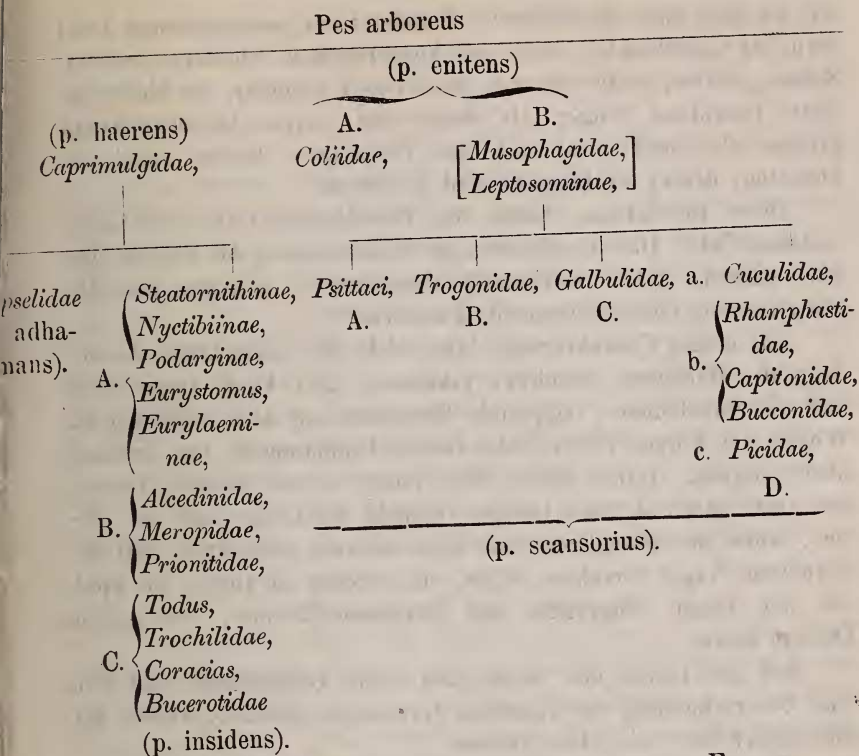 Pes arboreus
(p. enitens)
A. B.
(p. haerens)
Caprimulgidae, Coliidae, [Musophagidae,
Leptosominae,]
pselidae
adha-
nans).
A. Steatornithinae,
Nyctibiinae,
Podarginae,
Eurystomus,
Eurylaemi-
nae,
B. Alcedinidae,
Meropidae,
Prionitidae,
C. Todus,
Trochilidae,
Coracias,
Bucerotidae
(p. insidens).
Psittaci, Trogonidae, Galbulidae, a. Cuculidae,
A. B. C.
b. Rhamphasti-
dae,
Capitonidae,
Bucconidae,
c. Picidae,
D.
(p. scansorius).